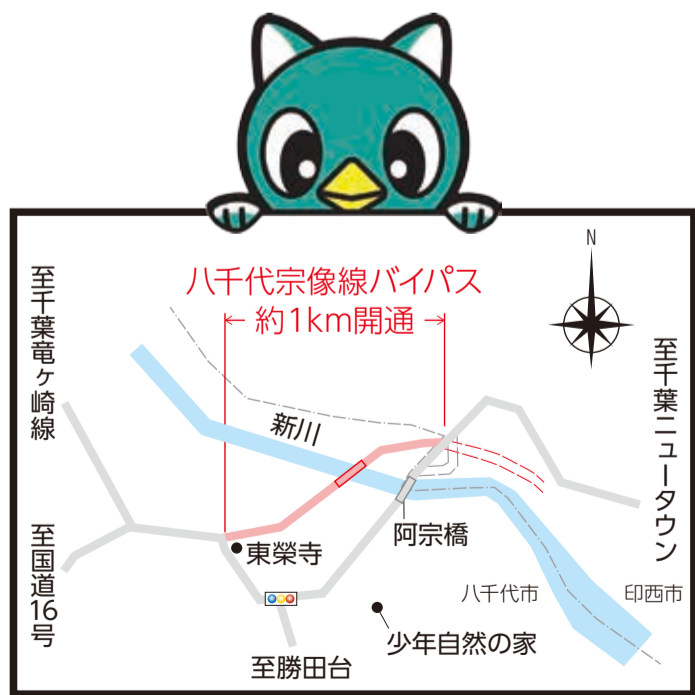 N
八千代宗像線バイパス
約1km開通
至千葉竜ヶ崎線
至千葉ニュータウン
新川
阿宗橋
東榮寺
至国道16号
八千代市
印西市
少年自然の家
至勝田台